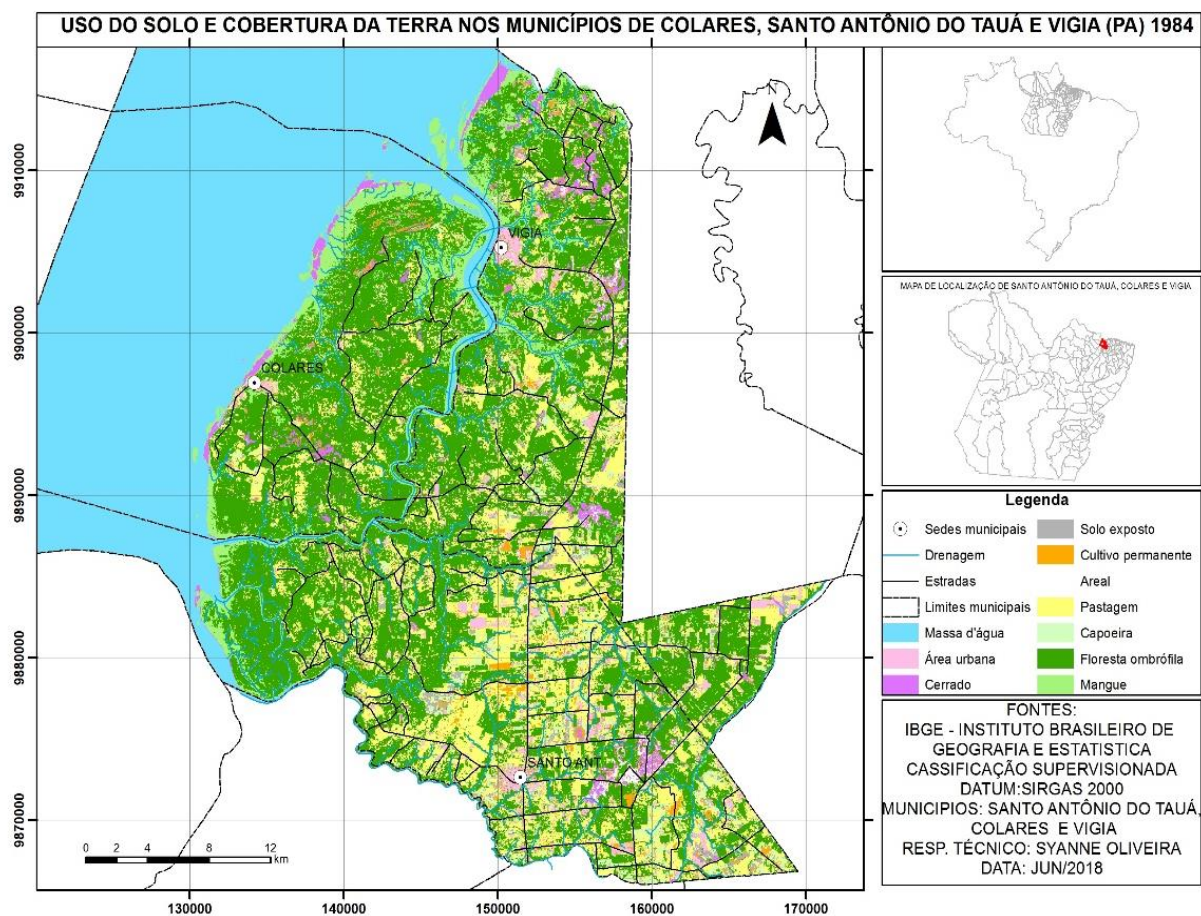 USO DO SOLO E COBERTURA DA TERRA NOS MUNICÍPIOS DE COLARES, SANTO ANTÔNIO DO TAUÁ E VIGIA (PA) 1984
N
9910000
9900000
9890000
9880000
9870000
VIGIA
COLARES
SANTO ANT
0 2 4 8 12
km
130000 140000 150000 160000 170000
MAPA DE LOCALIZAÇÃO DE SANTO ANTÔNIO DO TAUÁ, COLARES E VIGIA
Legenda
Sedes municipais
Drenagem
Estradas
Limites municipais
Massa d'água
Área urbana
Cerrado
Solo exposto
Cultivo permanente
Areal
Pastagem
Capoeira
Floresta ombrófila
Mangue
FONTES:
IBGE - INSTITUTO BRASILEIRO DE
GEOGRAFIA E ESTATISTICA
CASSIFICAÇÃO SUPERVISIONADA
DATUM:SIRGAS 2000
MUNICIPIOS: SANTO ANTÔNIO DO TAUÁ,
COLARES E VIGIA
RESP. TÉCNICO: SYANNE OLIVEIRA
DATA: JUN/2018